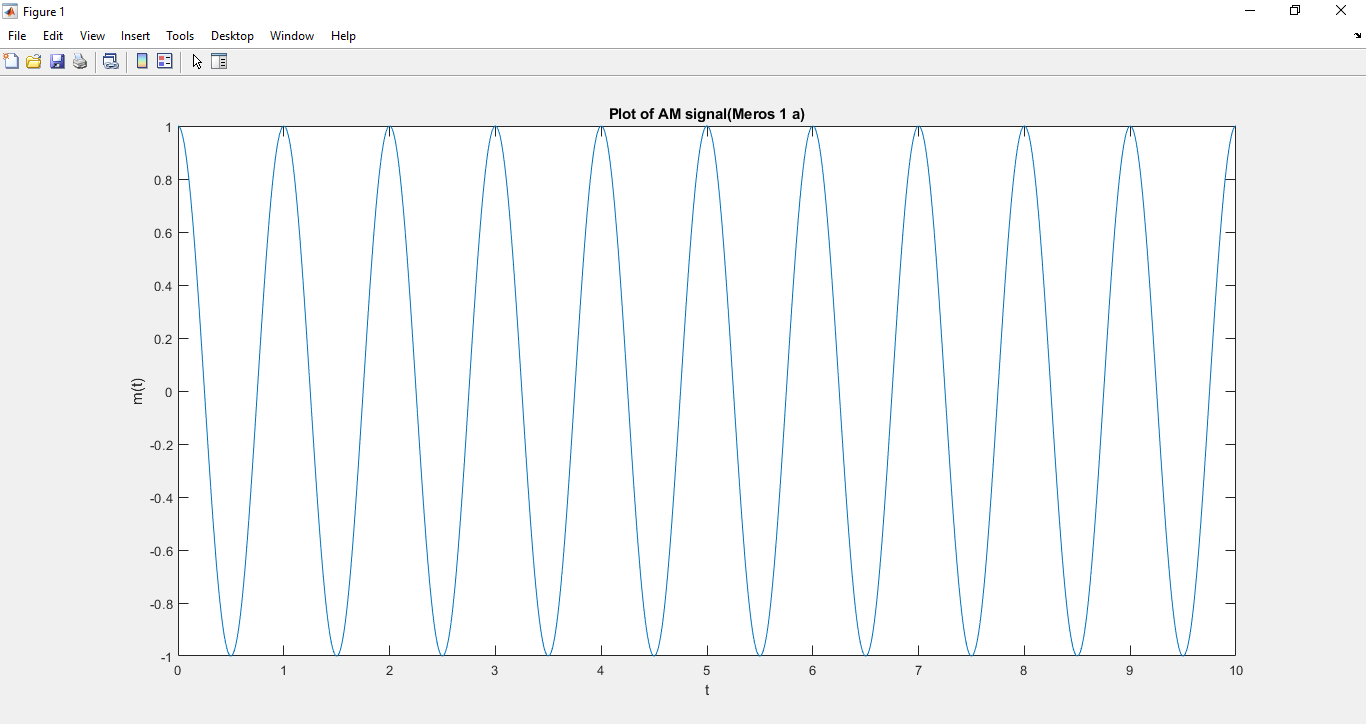 Figure 1
File Edit View Insert Tools Desktop Window Help
Plot of AM signal(Meros 1 a)
1
0.8
0.6
0.4
0.2
0
-0.2
-0.4
-0.6
-0.8
-1
m(t)
0 1 2 3 4 5 6 7 8 9 10
t